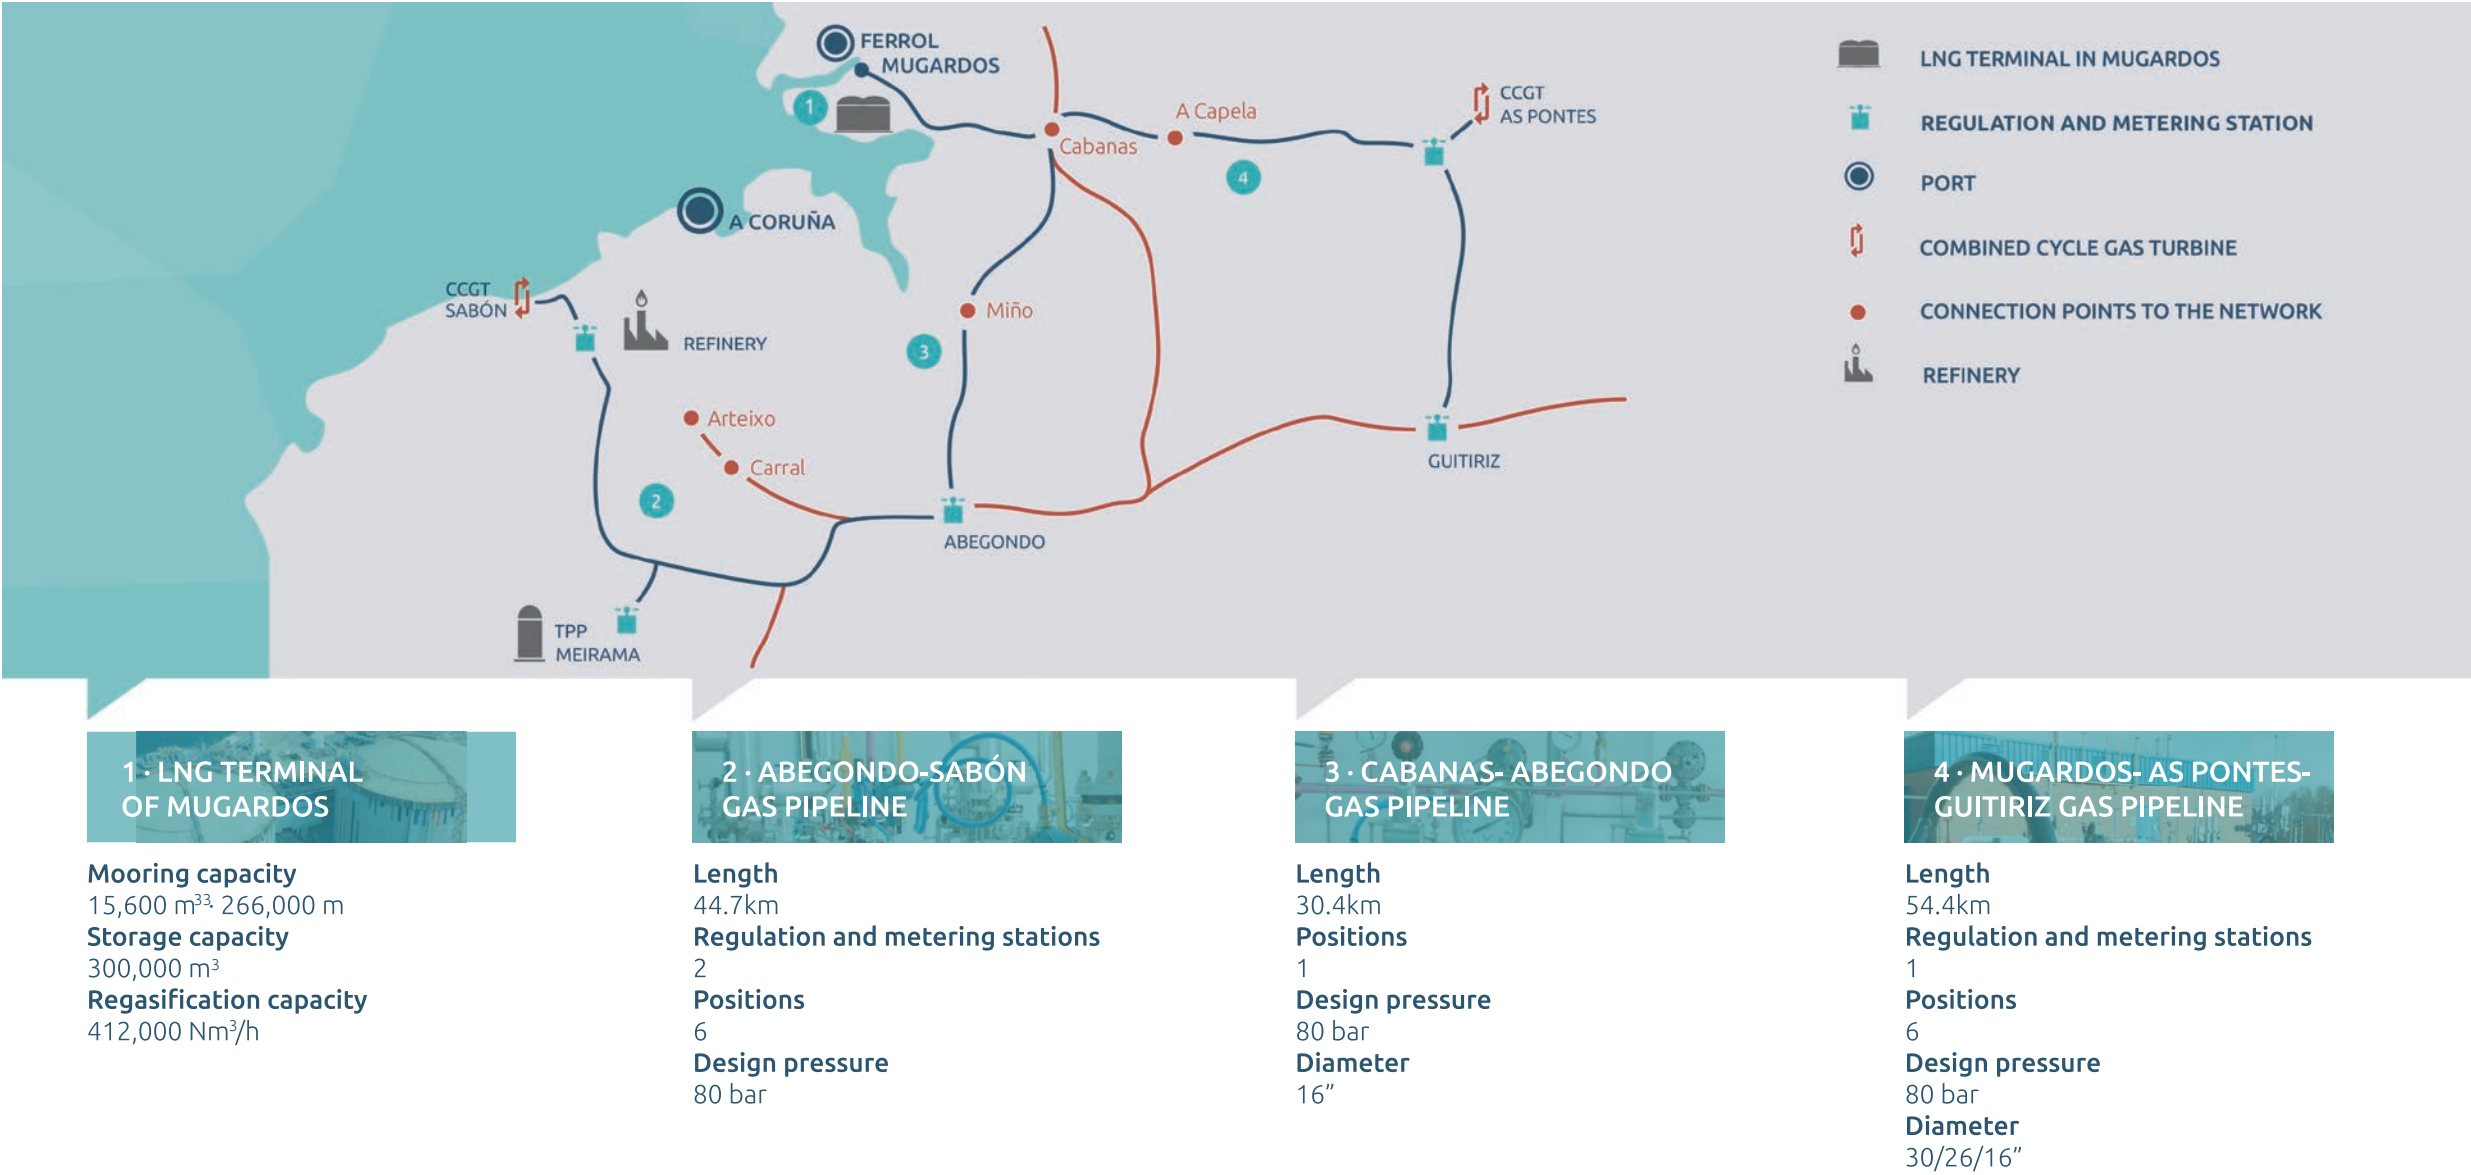 FERROL
MUGARDOS
1
A Capela
Cabanas
CCGT
AS PONTES
4
A CORUÑA
CCGT
SABÓN
REFINERY
Miño
3
Arteixo
Carral
2
ABEGONDO
GUITIRIZ
TPP
MEIRAMA
LNG TERMINAL IN MUGARDOS
REGULATION AND METERING STATION
PORT
COMBINED CYCLE GAS TURBINE
CONNECTION POINTS TO THE NETWORK
REFINERY
1 · LNG TERMINAL
OF MUGARDOS
Mooring capacity
15,600 m³³· 266,000 m
Storage capacity
300,000 m³
Regasification capacity
412,000 Nm³/h
2 · ABEGONDO-SABÓN
GAS PIPELINE
Length
44.7km
Regulation and metering stations
2
Positions
6
Design pressure
80 bar
3 · CABANAS- ABEGONDO
GAS PIPELINE
Length
30.4km
Positions
1
Design pressure
80 bar
Diameter
16”
4 · MUGARDOS- AS PONTES-
GUITIRIZ GAS PIPELINE
Length
54.4km
Regulation and metering stations
1
Positions
6
Design pressure
80 bar
Diameter
30/26/16”